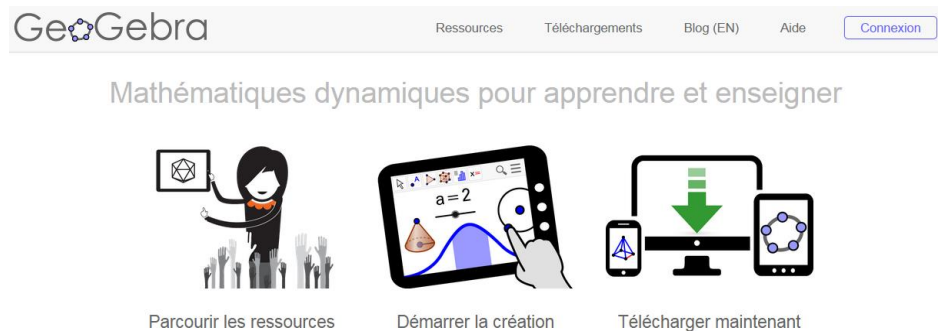 GeoGebra
Ressources Téléchargements Blog (EN) Aide Connexion
Mathématiques dynamiques pour apprendre et enseigner
a=2
Parcourir les ressources
Démarrer la création
Télécharger maintenant